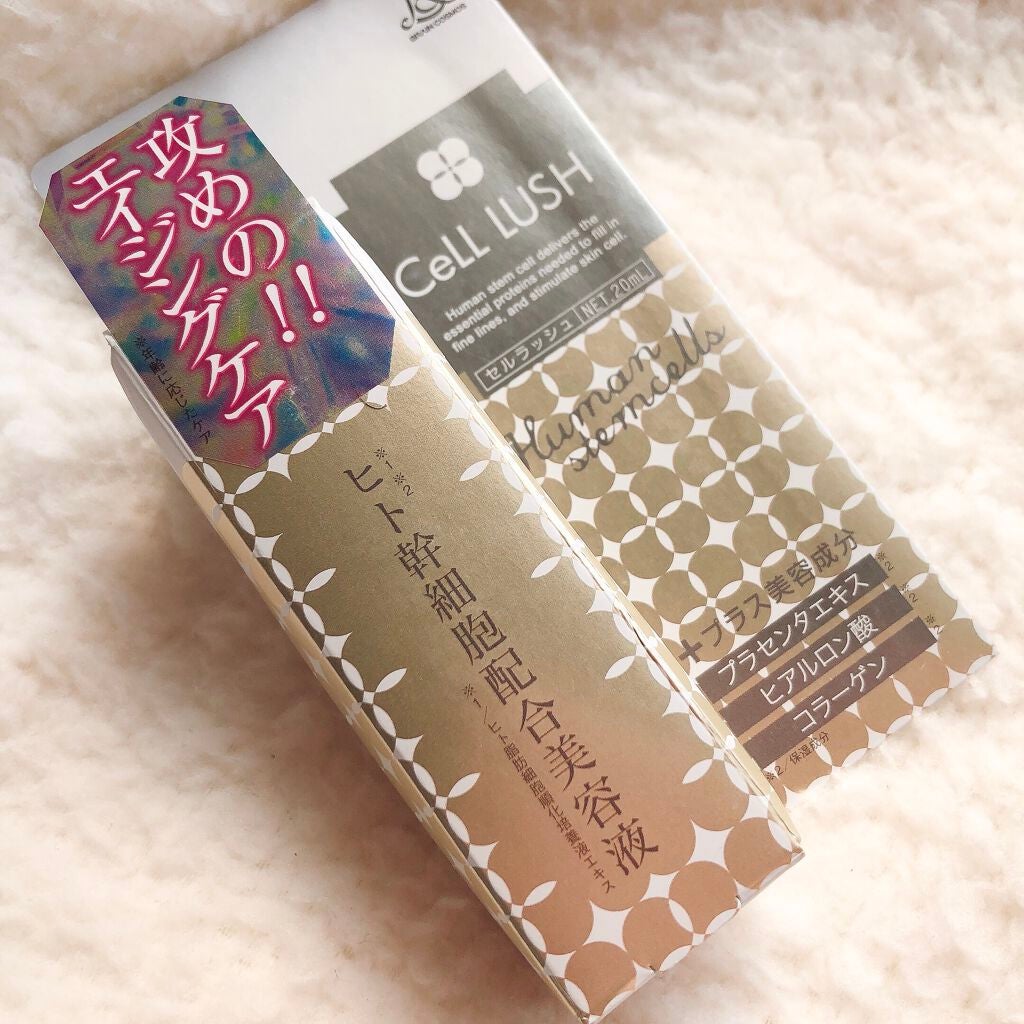 BRAIN COSMOS
CeLL LUSH
Human stem cell delivers the
essential proteins needed to fill in
fine lines, and stimulate skin cell.
セルラッシュ NET.20mL
Human
stemcells
+プラス美容成分
プラセンタエキス※2
ヒアルロン酸※2
コラーゲン※2
※2/保湿成分
攻めの!!
エイジングケア
※年齢に応じたケア
ヒト幹細胞配合美容液
※1※2
※1/ヒト脂肪細胞順化培養液エキス